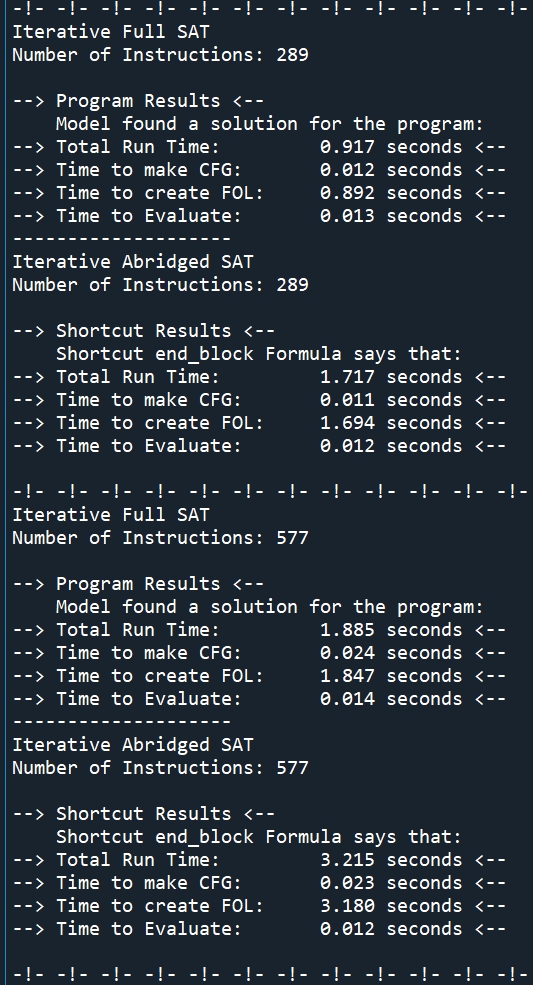 -!- -!- -!- -!- -!- -!- -!- -!- -!- -!- -!- -!-
Iterative Full SAT
Number of Instructions: 289
--> Program Results <--
Model found a solution for the program:
--> Total Run Time: 0.917 seconds <--
--> Time to make CFG: 0.012 seconds <--
--> Time to create FOL: 0.892 seconds <--
--> Time to Evaluate: 0.013 seconds <--
--------------------
Iterative Abridged SAT
Number of Instructions: 289
--> Shortcut Results <--
Shortcut end_block Formula says that:
--> Total Run Time: 1.717 seconds <--
--> Time to make CFG: 0.011 seconds <--
--> Time to create FOL: 1.694 seconds <--
--> Time to Evaluate: 0.012 seconds <--
-!- -!- -!- -!- -!- -!- -!- -!- -!- -!- -!- -!-
Iterative Full SAT
Number of Instructions: 577
--> Program Results <--
Model found a solution for the program:
--> Total Run Time: 1.885 seconds <--
--> Time to make CFG: 0.024 seconds <--
--> Time to create FOL: 1.847 seconds <--
--> Time to Evaluate: 0.014 seconds <--
--------------------
Iterative Abridged SAT
Number of Instructions: 577
--> Shortcut Results <--
Shortcut end_block Formula says that:
--> Total Run Time: 3.215 seconds <--
--> Time to make CFG: 0.023 seconds <--
--> Time to create FOL: 3.180 seconds <--
--> Time to Evaluate: 0.012 seconds <--
-!- -!- -!- -!- -!- -!- -!- -!- -!- -!- -!- -!-